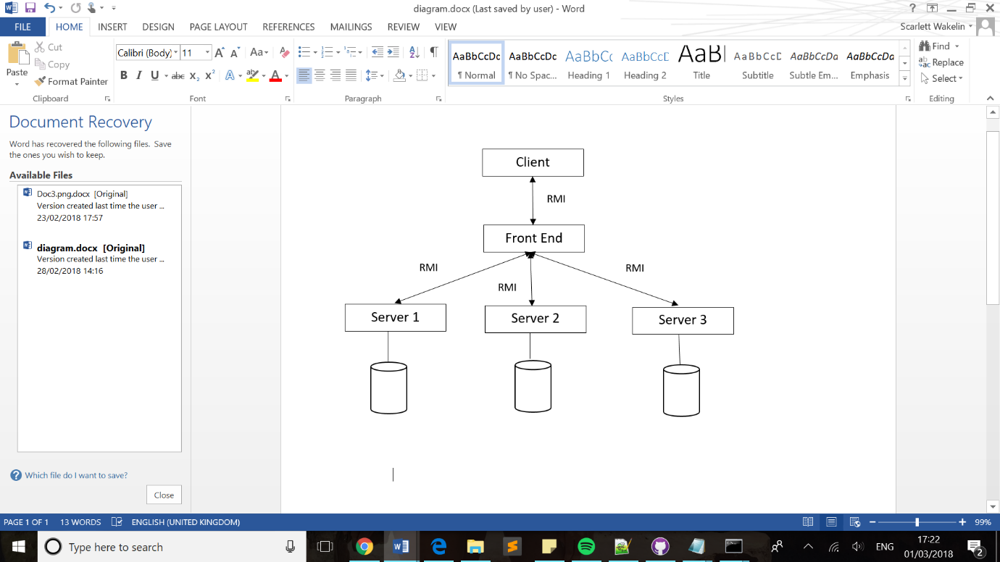 diagram.docx (Last saved by user) - Word
FILE
HOME
INSERT
DESIGN
PAGE LAYOUT
REFERENCES
MAILINGS
REVIEW
VIEW
Scarlett Wakelin
Paste
Cut
Copy
Format Painter
Clipboard
Calibri (Body)
11
Font
Paragraph
AaBbCcDc
¶ Normal
AaBbCcDc
¶ No Spac...
AaBbCc
Heading 1
AaBbCcD
Heading 2
AaBl
Title
AaBbCcD
Subtitle
AaBbCcDa
Subtle Em...
AaBbCcDa
Emphasis
Styles
Find
Replace
Select
Editing
Document Recovery
Word has recovered the following files. Save
the ones you wish to keep.
Available Files
Doc3.png.docx [Original]
Version created last time the user ...
23/02/2018 17:57
diagram.docx [Original]
Version created last time the user ...
28/02/2018 14:16
Which file do I want to save?
Close
Client
RMI
Front End
RMI
RMI
RMI
Server 1
Server 2
Server 3
PAGE 1 OF 1
13 WORDS
ENGLISH (UNITED KINGDOM)
99%
Type here to search
ENG
17:22
01/03/2018
2